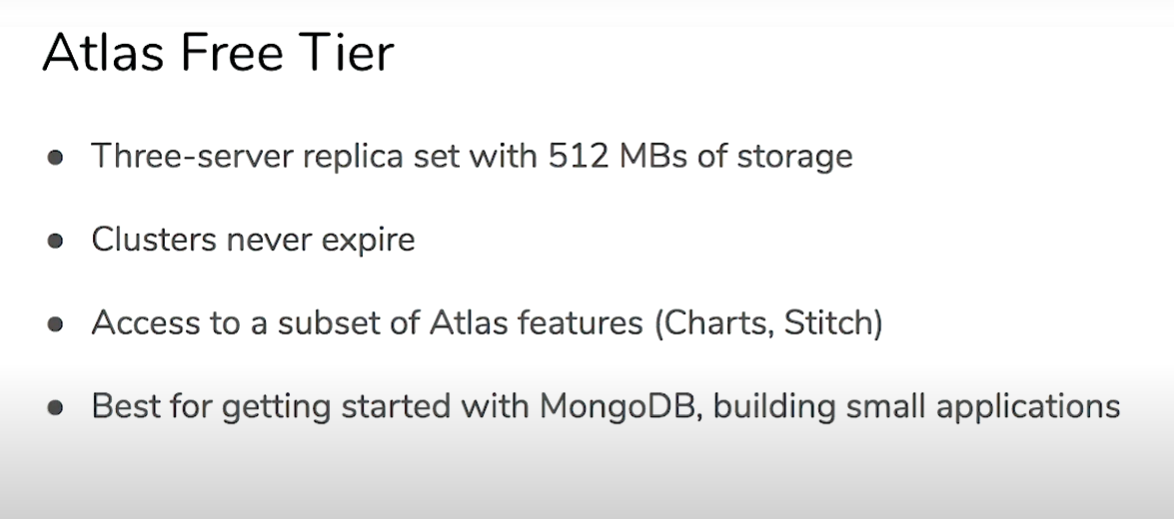 Atlas Free Tier
● Three-server replica set with 512 MBs of storage
● Clusters never expire
● Access to a subset of Atlas features (Charts, Stitch)
● Best for getting started with MongoDB, building small applications